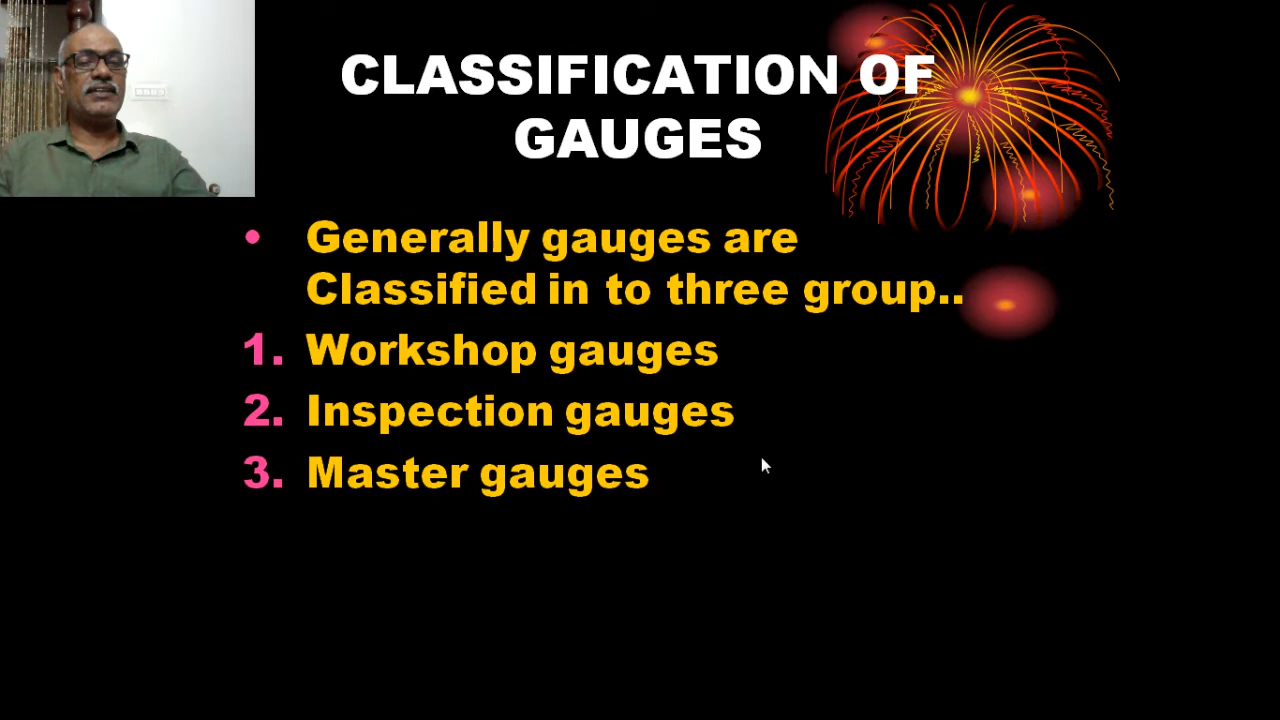 CLASSIFICATION OF
GAUGES
• Generally gauges are
Classified in to three group..
1. Workshop gauges
2. Inspection gauges
3. Master gauges